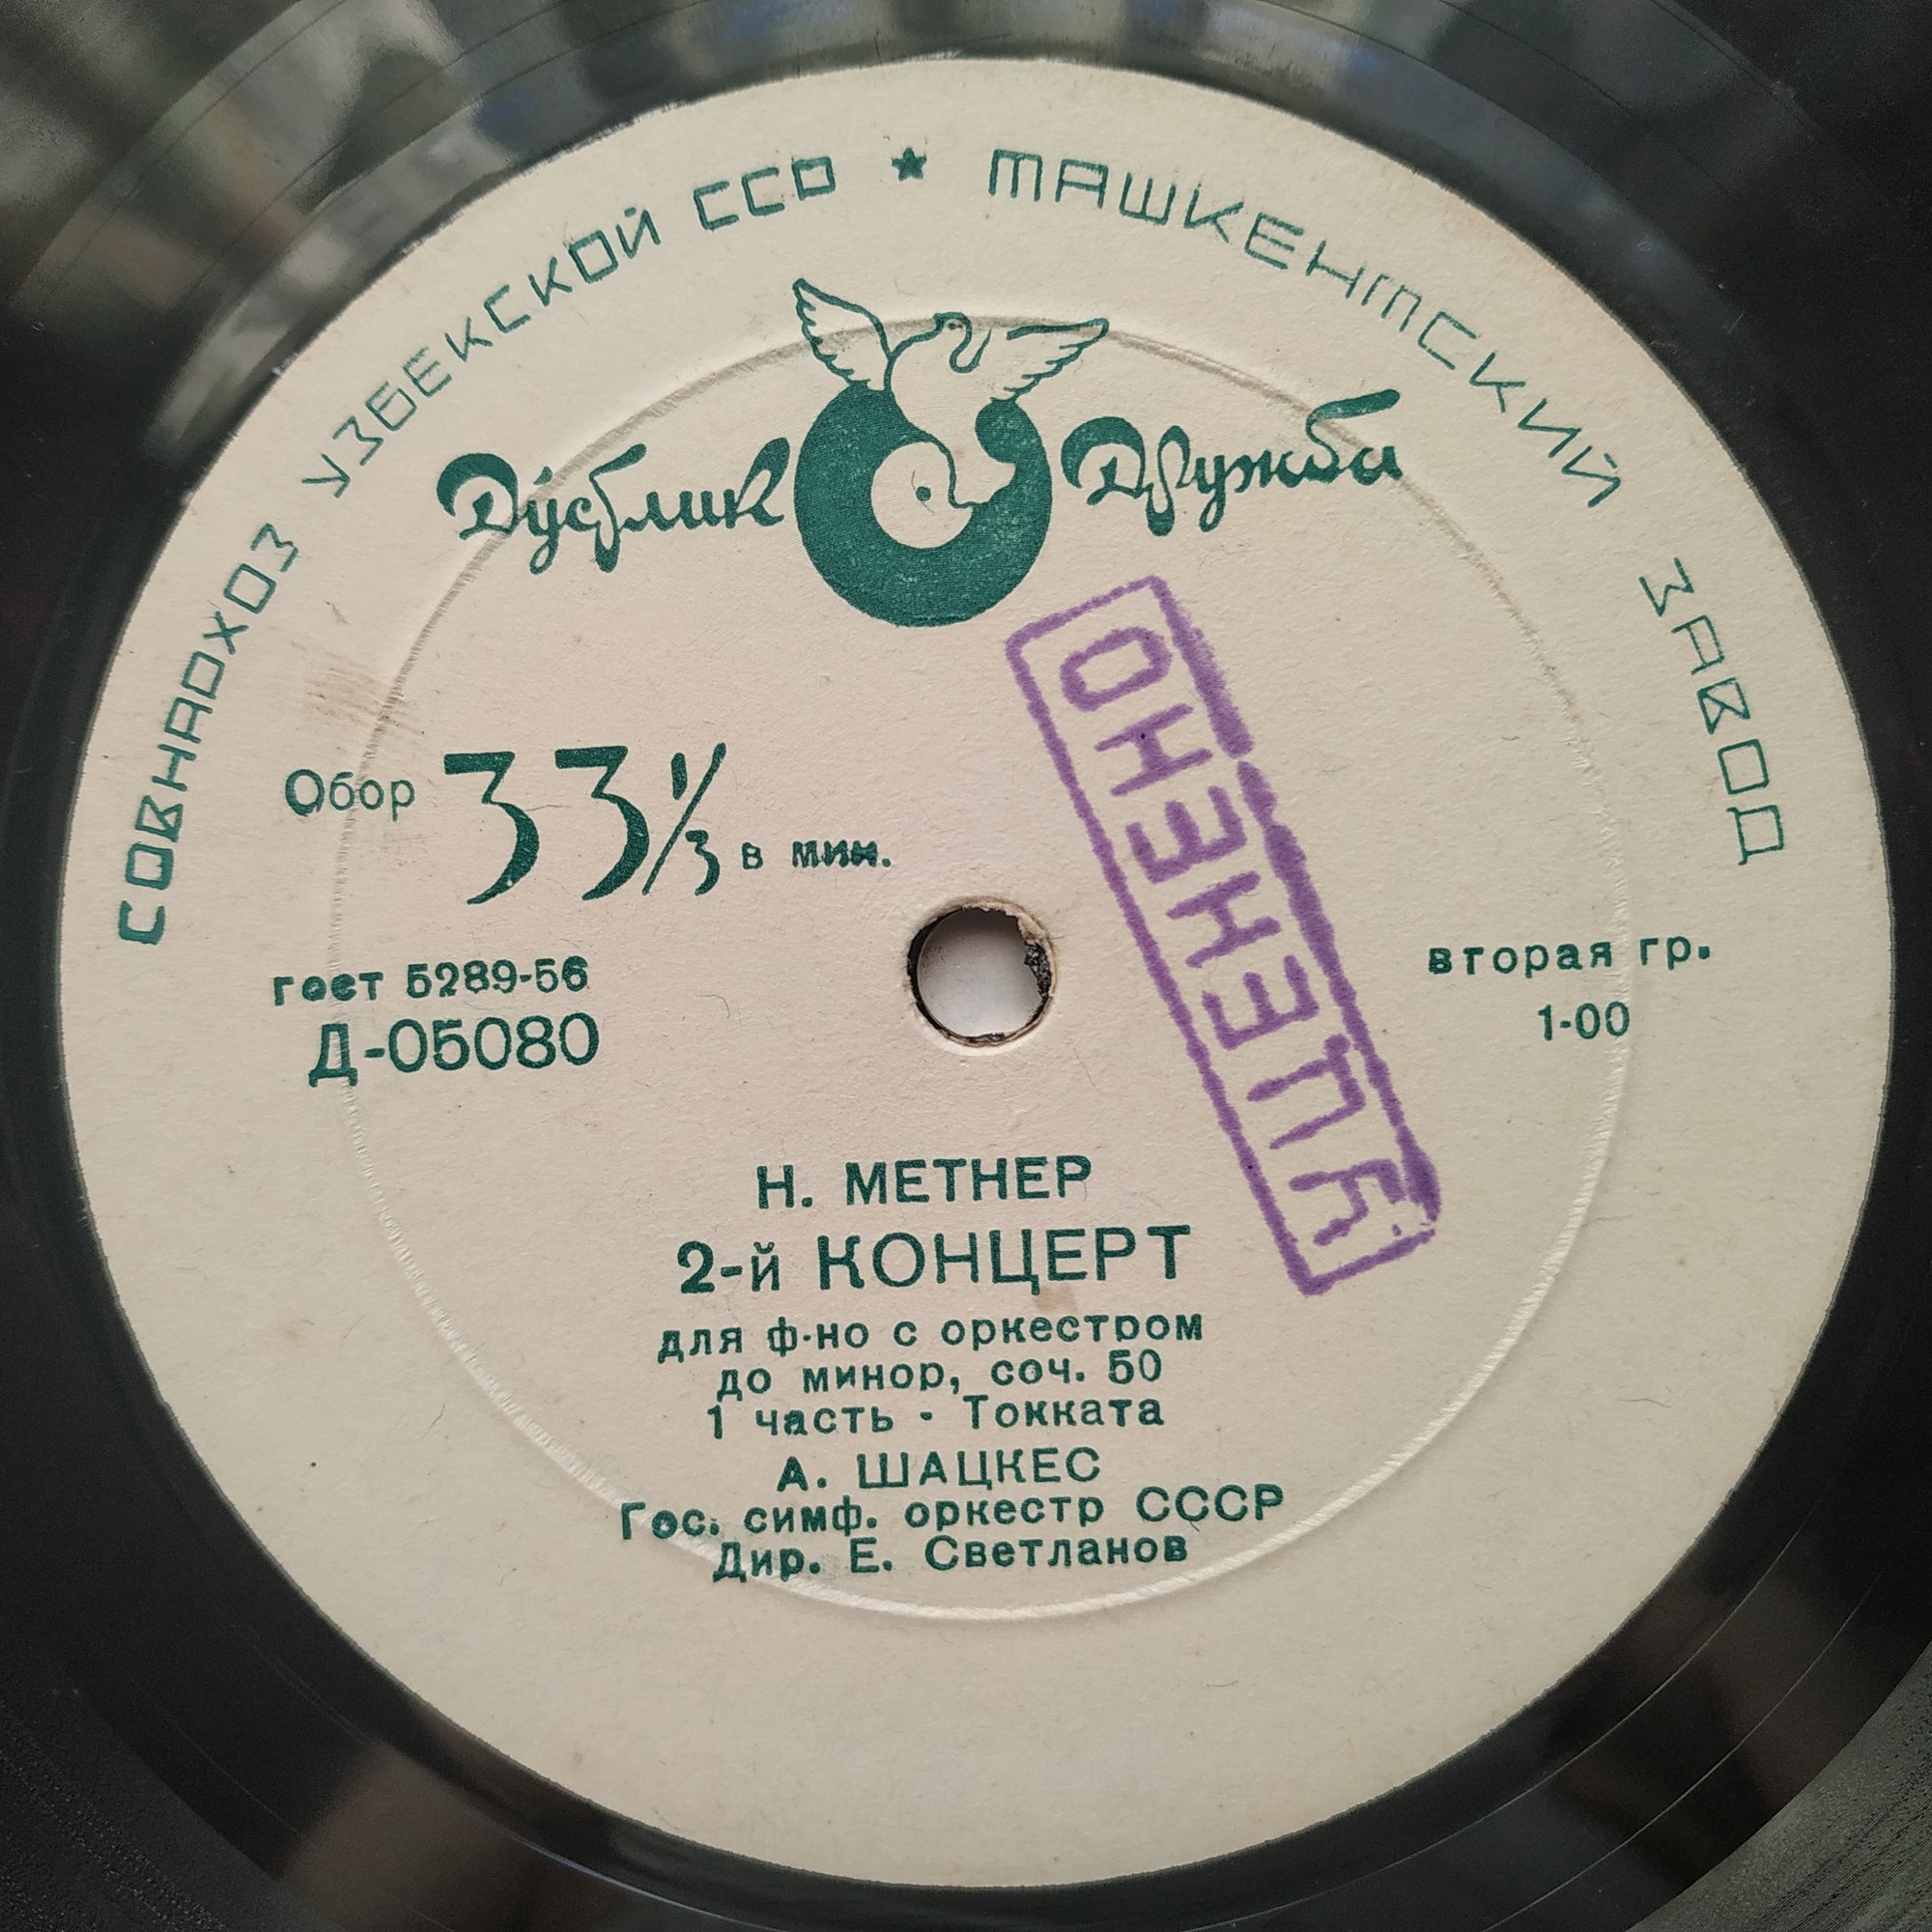 СОВНАРХОЗ УЗБЕКСКОЙ ССР ★ ТАШКЕНТСКИЙ ЗАВОД
Дўстлик Дружба
Обор 33 1/3 в мин.
УЦЕНЕНО
гост 5289-56
Д-05080
вторая гр.
1-00
Н. МЕТНЕР
2-й КОНЦЕРТ
для ф-но с оркестром
до минор, соч. 50
1 часть - Токката
А. ШАЦКЕС
Гос. симф. оркестр СССР
Дир. Е. Светланов